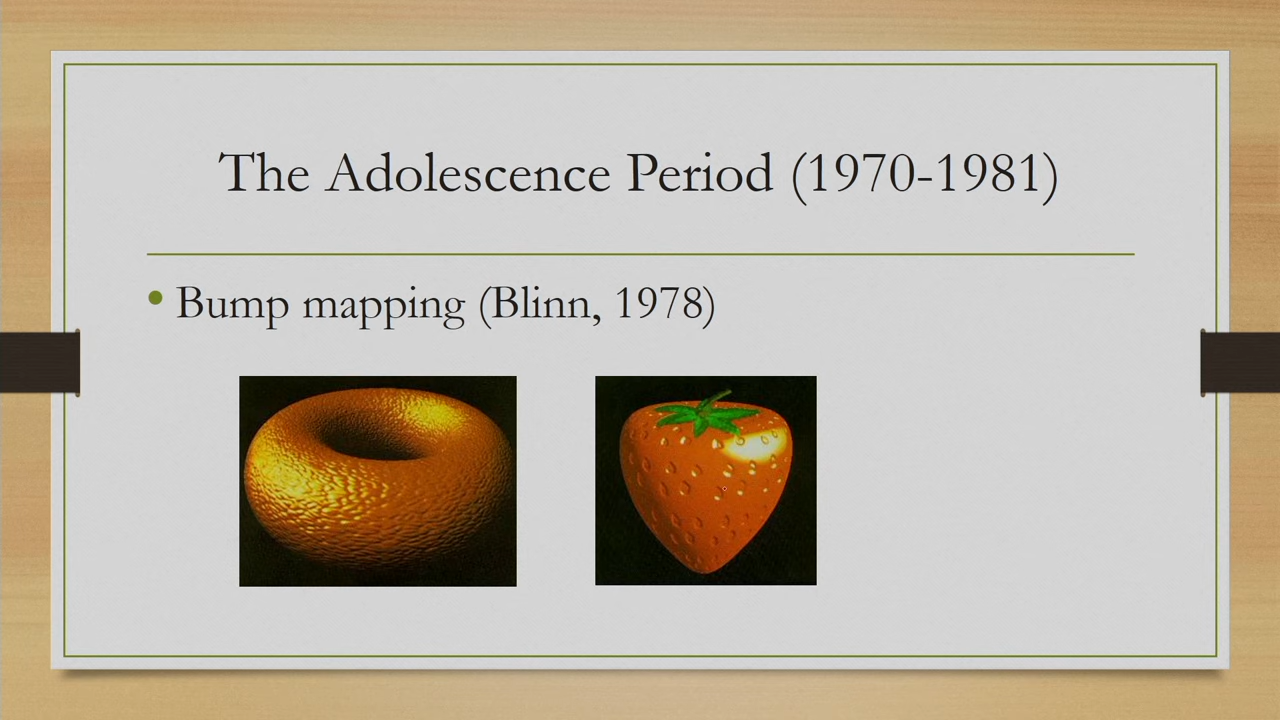 The Adolescence Period (1970-1981)
• Bump mapping (Blinn, 1978)